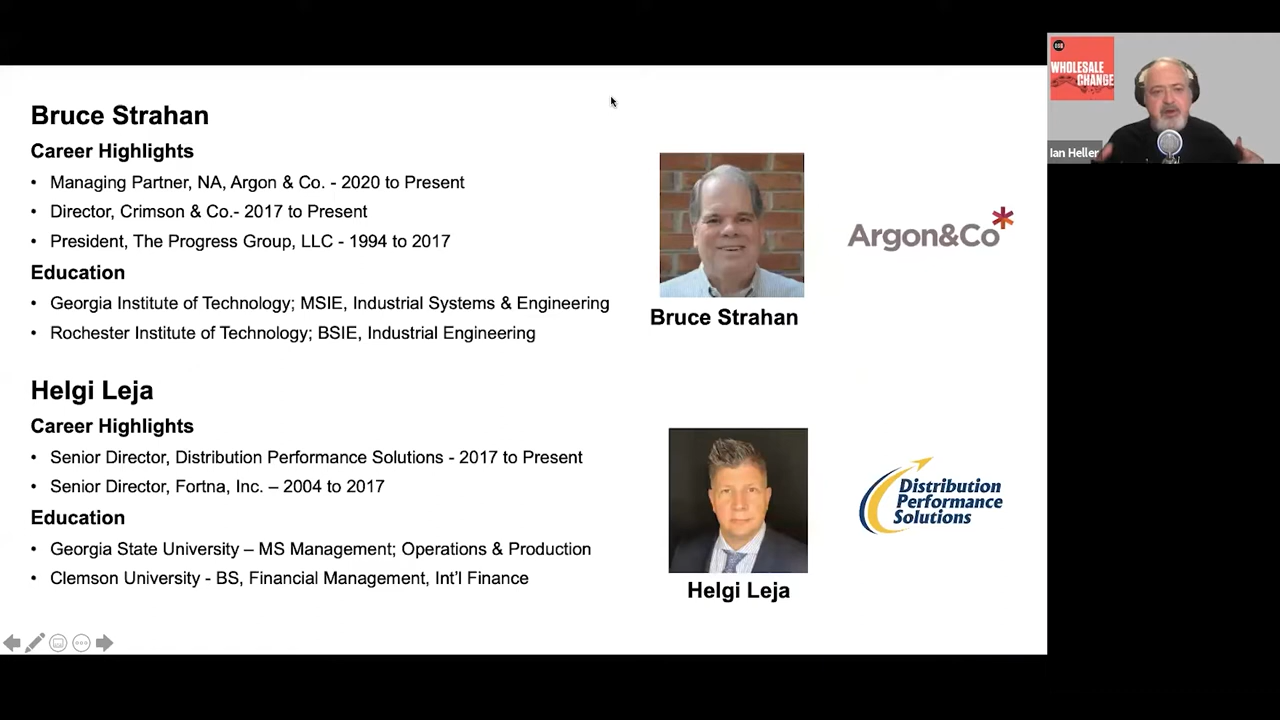 Bruce Strahan
Career Highlights
• Managing Partner, NA, Argon & Co. - 2020 to Present
• Director, Crimson & Co.- 2017 to Present
• President, The Progress Group, LLC - 1994 to 2017
Education
• Georgia Institute of Technology; MSIE, Industrial Systems & Engineering
• Rochester Institute of Technology; BSIE, Industrial Engineering
Bruce Strahan
Argon&Co
Helgi Leja
Career Highlights
• Senior Director, Distribution Performance Solutions - 2017 to Present
• Senior Director, Fortna, Inc. – 2004 to 2017
Education
• Georgia State University – MS Management; Operations & Production
• Clemson University - BS, Financial Management, Int'l Finance
Helgi Leja
Distribution
Performance
Solutions
WHOLESALE
CHANGE
Ian Heller